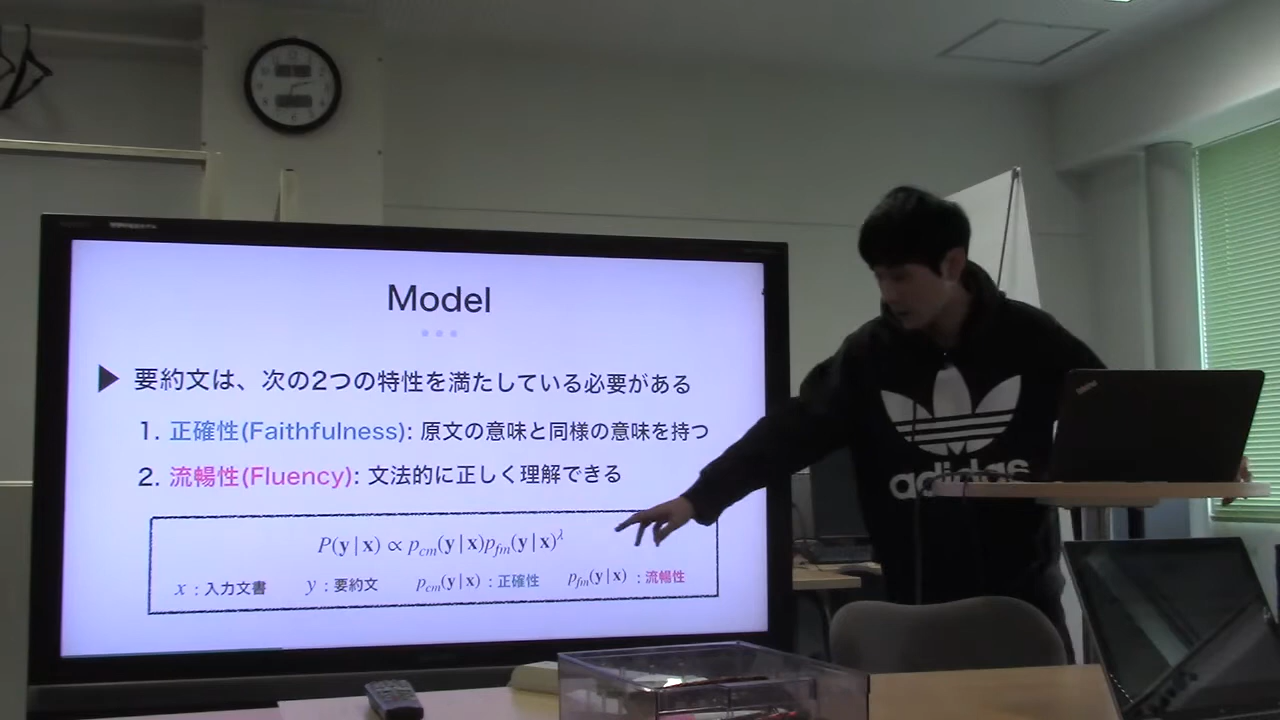 Model
要約文は、次の2つの特性を満たしている必要がある
1. 正確性(Faithfulness): 原文の意味と同様の意味を持つ
2. 流暢性(Fluency): 文法的に正しく理解できる
P(y|x) ∝ p_cm(y|x)p_fm(y|x)^λ
x : 入力文書 y : 要約文 p_cm(y|x) : 正確性 p_fm(y|x) : 流暢性
adidas
ThinkPad